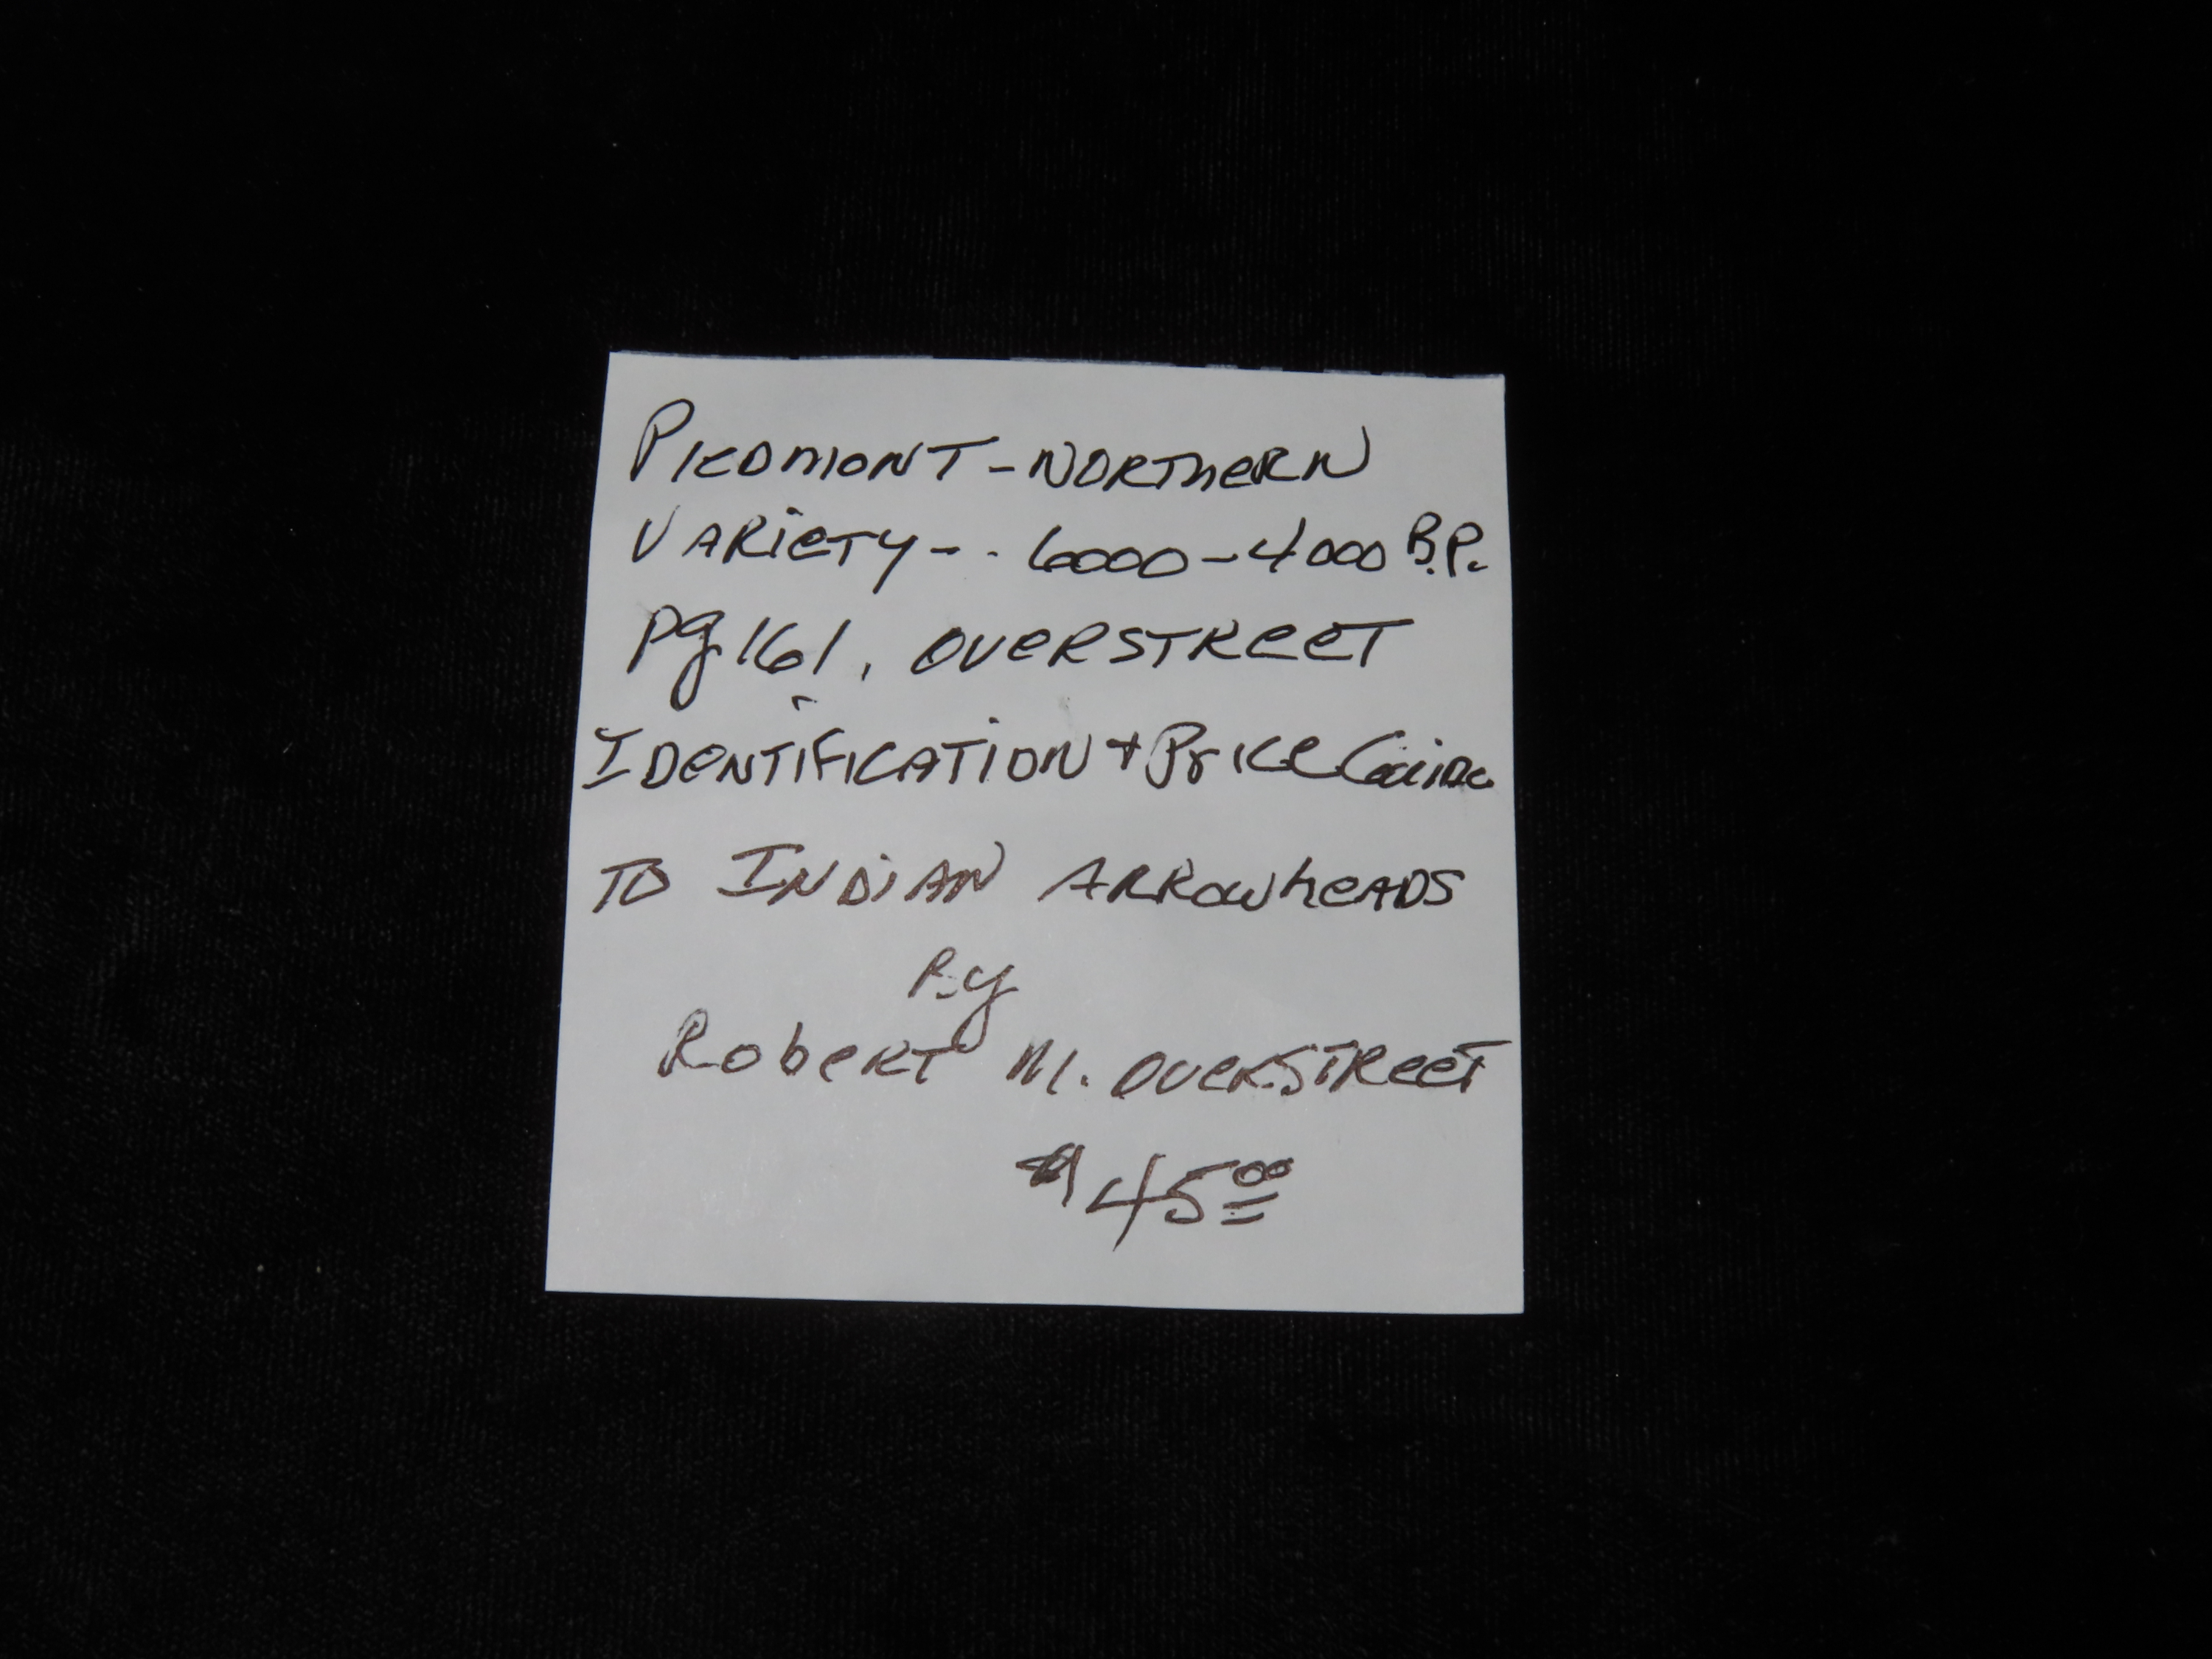 PIEDMONT - NORTHERN
VARIETY - - 6000 - 4000 B.P.
Pg 161, OVERSTREET
IDENTIFICATION + Price Guide
TO INDIAN ARROWheADS
By
RobeRT M. OVERSTREET
$45.00